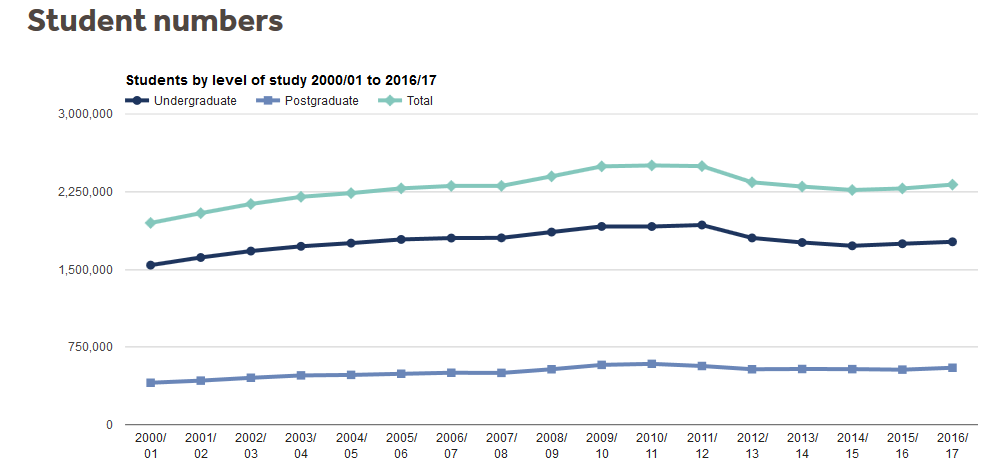 Student numbers
Students by level of study 2000/01 to 2016/17
Undergraduate Postgraduate Total
3,000,000
2,250,000
1,500,000
750,000
0
2000/ 2001/ 2002/ 2003/ 2004/ 2005/ 2006/ 2007/ 2008/ 2009/ 2010/ 2011/ 2012/ 2013/ 2014/ 2015/ 2016/
01 02 03 04 05 06 07 08 09 10 11 12 13 14 15 16 17